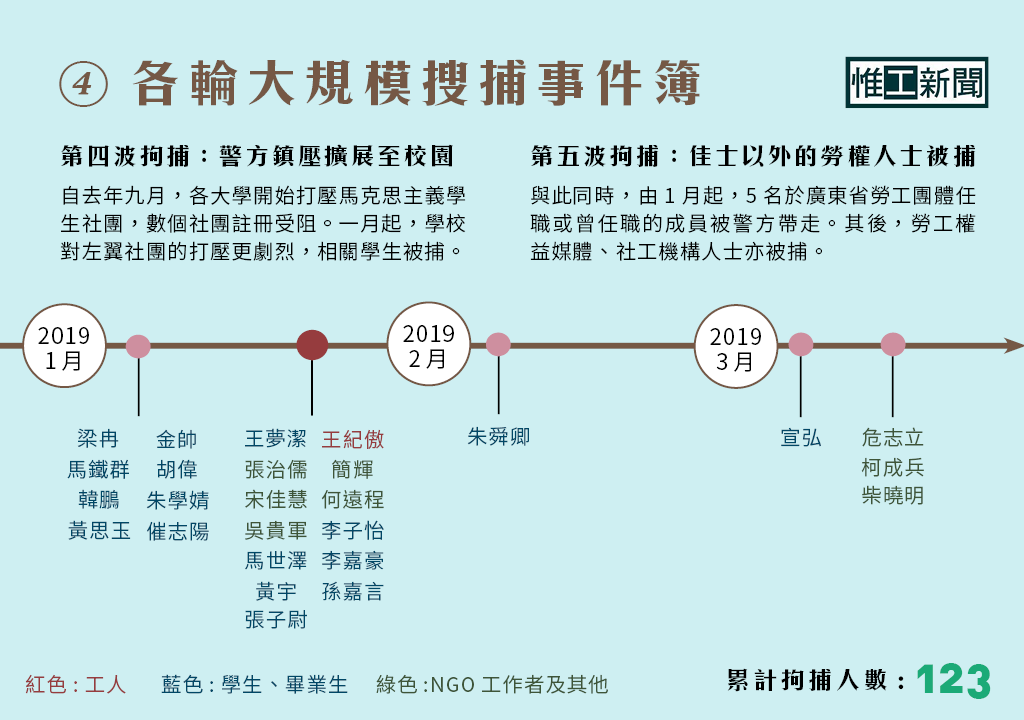 ④ 各輪大規模搜捕事件簿
惟工新聞
第四波拘捕：警方鎮壓擴展至校園
自去年九月，各大學開始打壓馬克思主義學
生社團，數個社團註冊受阻。一月起，學校
對左翼社團的打壓更劇烈，相關學生被捕。
第五波拘捕：佳士以外的勞權人士被捕
與此同時，由 1 月起，5 名於廣東省勞工團體任
職或曾任職的成員被警方帶走。其後，勞工權
益媒體、社工機構人士亦被捕。
2019
1 月
2019
2 月
2019
3 月
梁冉
馬鐵群
韓鵬
黃思玉
金帥
胡偉
朱學婧
催志陽
王夢潔
張治儒
宋佳慧
吳貴軍
馬世澤
黃宇
張子尉
王紀傲
簡輝
何遠程
李子怡
李嘉豪
孫嘉言
朱舜卿
宣弘
危志立
柯成兵
柴曉明
紅色 : 工人
藍色 : 學生、畢業生
綠色 :NGO 工作者及其他
累計拘捕人數：123